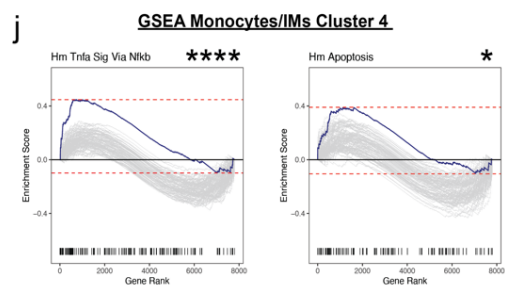 j
GSEA Monocytes/IMs Cluster 4
Hm Tnfa Sig Via Nfkb ****
Hm Apoptosis *
Enrichment Score
0.4
0.0
−0.4
0 2000 4000 6000 8000
Gene Rank
Enrichment Score
0.4
0.0
−0.4
0 2000 4000 6000 8000
Gene Rank